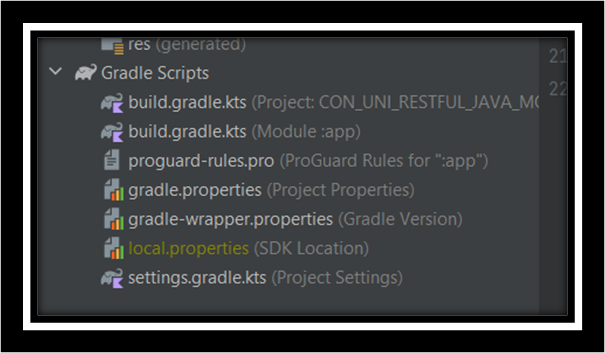 res (generated)
Gradle Scripts
build.gradle.kts (Project: CON_UNI_RESTFUL_JAVA_MO
build.gradle.kts (Module :app)
proguard-rules.pro (ProGuard Rules for ":app")
gradle.properties (Project Properties)
gradle-wrapper.properties (Gradle Version)
local.properties (SDK Location)
settings.gradle.kts (Project Settings)
21
22